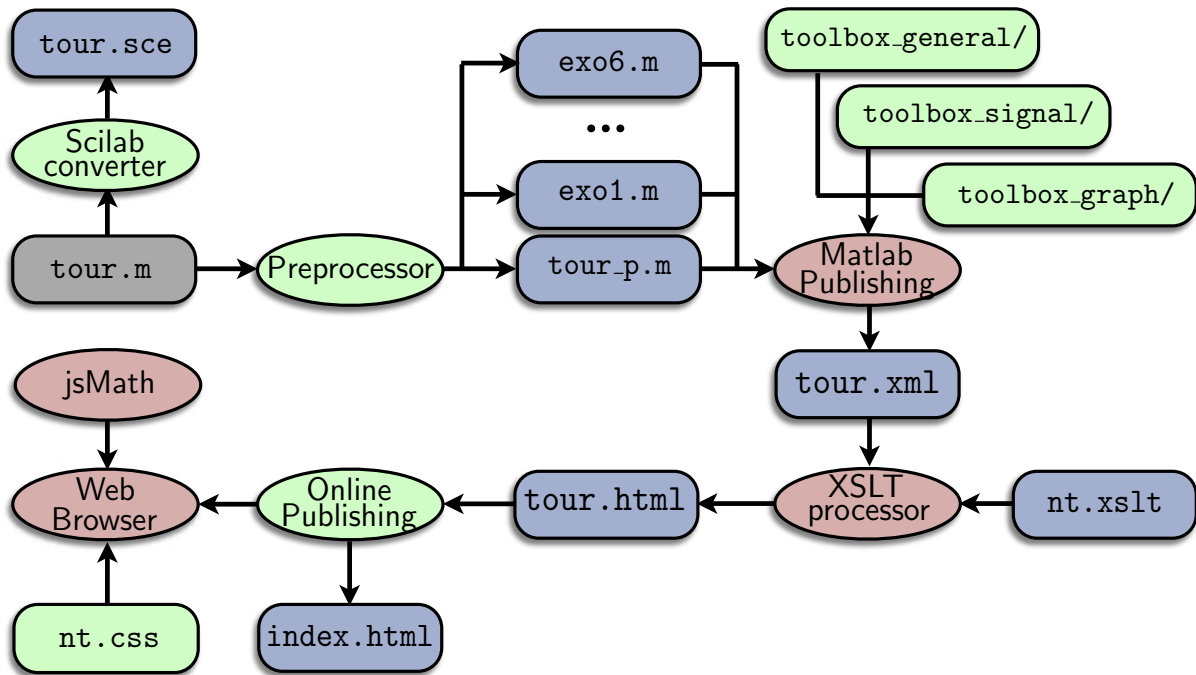 tour.sce
exo6.m
toolbox_general/
toolbox_signal/
...
Scilab
converter
exo1.m
toolbox_graph/
tour.m
Preprocessor
tour_p.m
Matlab
Publishing
jsMath
tour.xml
Web
Browser
Online
Publishing
tour.html
XSLT
processor
nt.xslt
nt.css
index.html